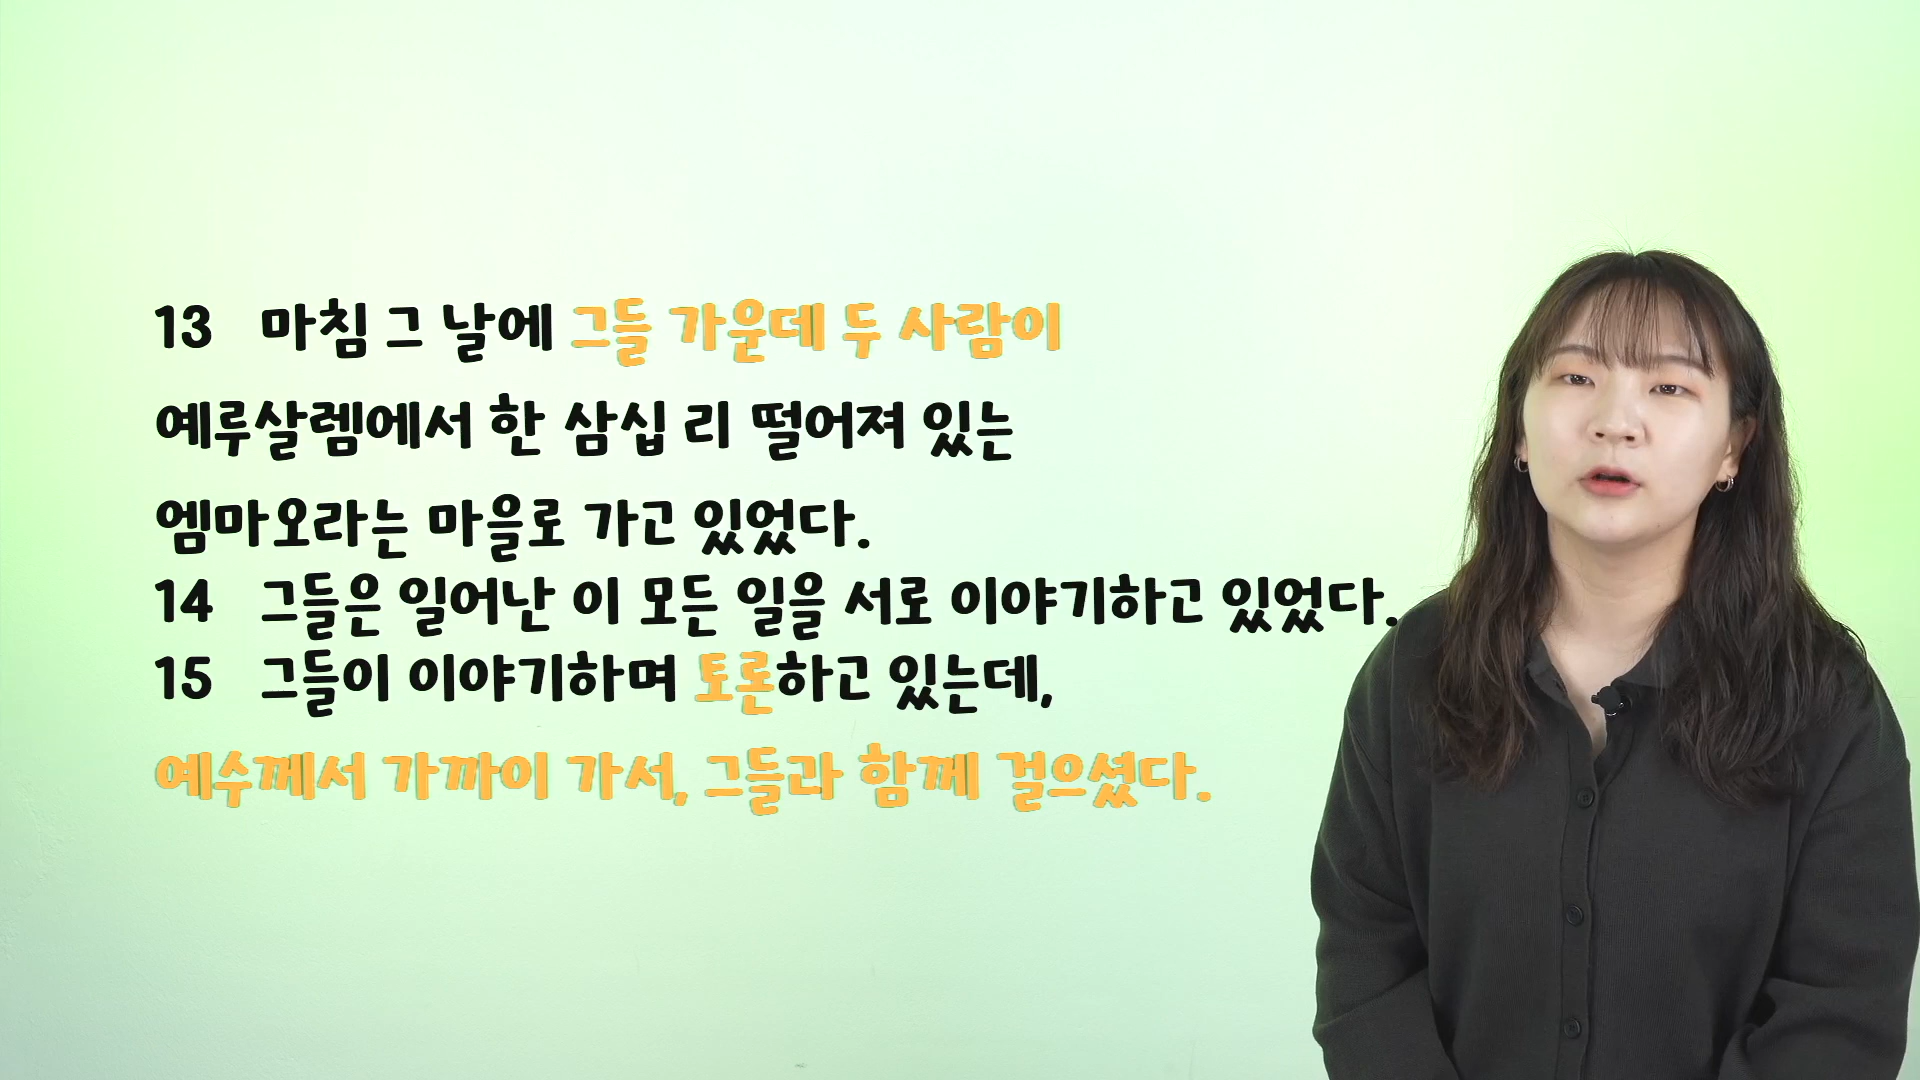 13 마침 그 날에 그들 가운데 두 사람이
예루살렘에서 한 삼십 리 떨어져 있는
엠마오라는 마을로 가고 있었다.
14 그들은 일어난 이 모든 일을 서로 이야기하고 있었다.
15 그들이 이야기하며 토론하고 있는데,
예수께서 가까이 가서, 그들과 함께 걸으셨다.